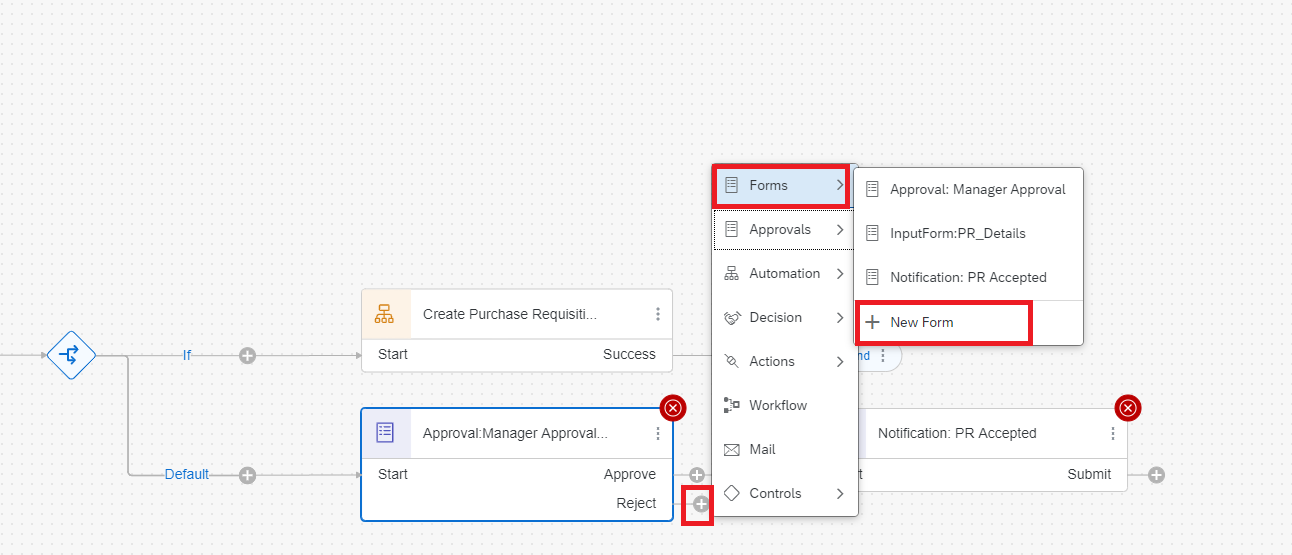 Forms
Approvals
Automation
Decision
Actions
Workflow
Mail
Controls
Approval: Manager Approval
InputForm:PR_Details
Notification: PR Accepted
New Form
If
Create Purchase Requisiti...
Start
Success
nd
Default
Approval:Manager Approval...
Start
Approve
Reject
Notification: PR Accepted
t
Submit